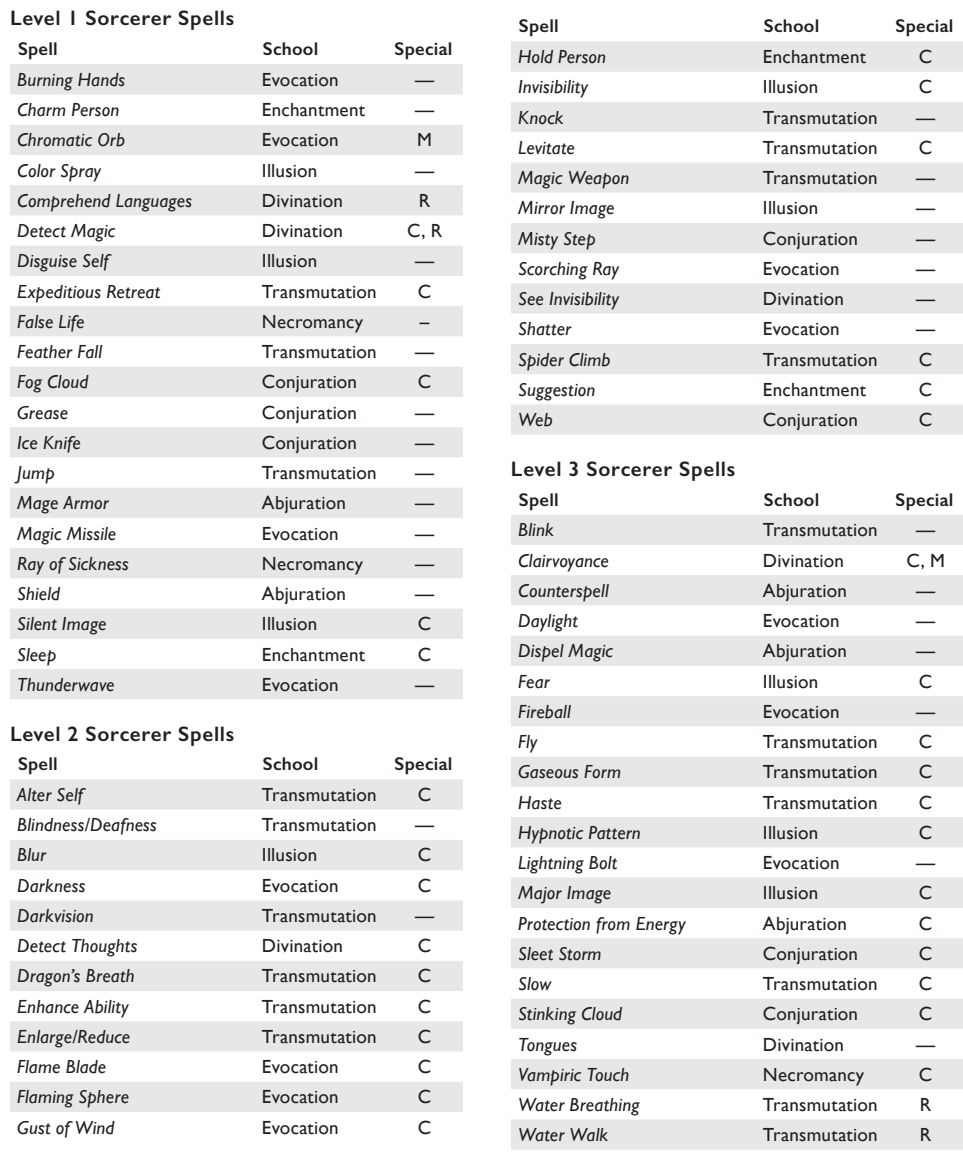 Level 1 Sorcerer Spells
Spell School Special
Burning Hands Evocation —
Charm Person Enchantment —
Chromatic Orb Evocation M
Color Spray Illusion —
Comprehend Languages Divination R
Detect Magic Divination C, R
Disguise Self Illusion —
Expeditious Retreat Transmutation C
False Life Necromancy –
Feather Fall Transmutation —
Fog Cloud Conjuration C
Grease Conjuration —
Ice Knife Conjuration —
Jump Transmutation —
Mage Armor Abjuration —
Magic Missile Evocation —
Ray of Sickness Necromancy —
Shield Abjuration —
Silent Image Illusion C
Sleep Enchantment C
Thunderwave Evocation —
Level 2 Sorcerer Spells
Spell School Special
Alter Self Transmutation C
Blindness/Deafness Transmutation —
Blur Illusion C
Darkness Evocation C
Darkvision Transmutation —
Detect Thoughts Divination C
Dragon's Breath Transmutation C
Enhance Ability Transmutation C
Enlarge/Reduce Transmutation C
Flame Blade Evocation C
Flaming Sphere Evocation C
Gust of Wind Evocation C
Spell School Special
Hold Person Enchantment C
Invisibility Illusion C
Knock Transmutation —
Levitate Transmutation C
Magic Weapon Transmutation —
Mirror Image Illusion —
Misty Step Conjuration —
Scorching Ray Evocation —
See Invisibility Divination —
Shatter Evocation —
Spider Climb Transmutation C
Suggestion Enchantment C
Web Conjuration C
Level 3 Sorcerer Spells
Spell School Special
Blink Transmutation —
Clairvoyance Divination C, M
Counterspell Abjuration —
Daylight Evocation —
Dispel Magic Abjuration —
Fear Illusion C
Fireball Evocation —
Fly Transmutation C
Gaseous Form Transmutation C
Haste Transmutation C
Hypnotic Pattern Illusion C
Lightning Bolt Evocation —
Major Image Illusion C
Protection from Energy Abjuration C
Sleet Storm Conjuration C
Slow Transmutation C
Stinking Cloud Conjuration C
Tongues Divination —
Vampiric Touch Necromancy C
Water Breathing Transmutation R
Water Walk Transmutation R